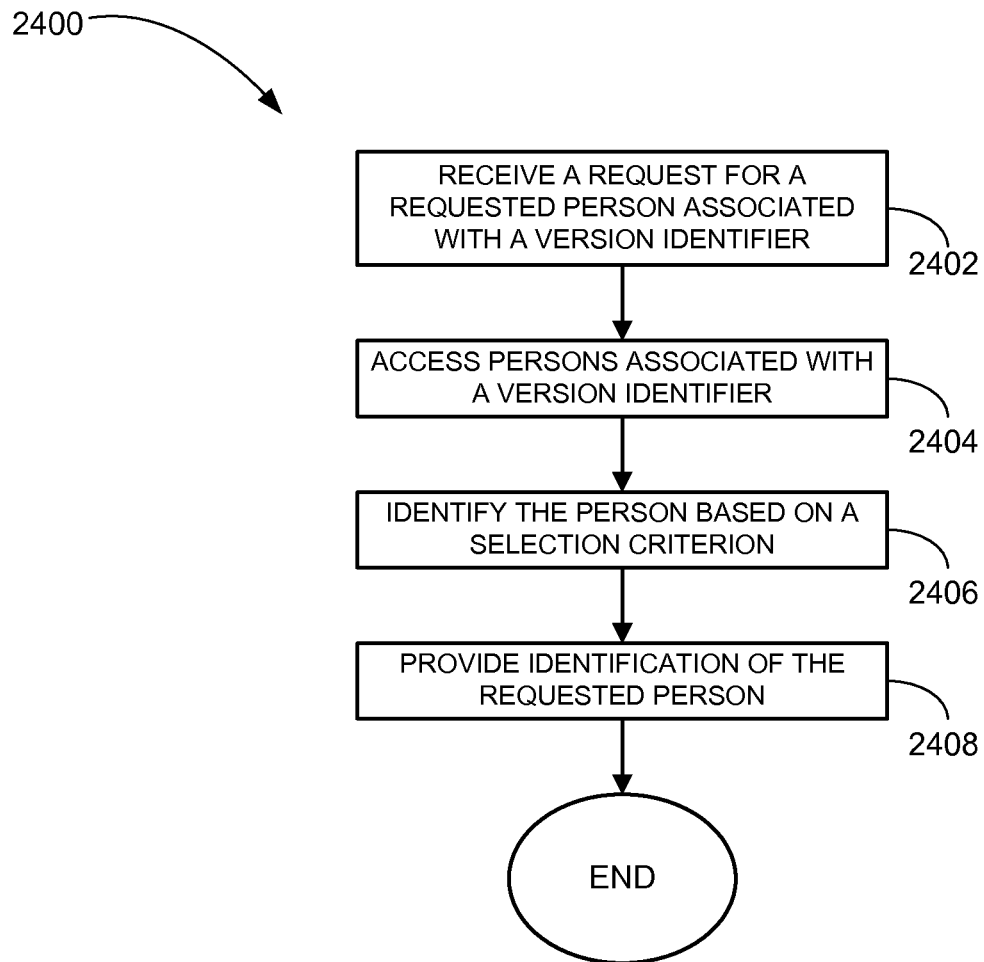 2400
RECEIVE A REQUEST FOR A
REQUESTED PERSON ASSOCIATED
WITH A VERSION IDENTIFIER
2402
ACCESS PERSONS ASSOCIATED WITH
A VERSION IDENTIFIER
2404
IDENTIFY THE PERSON BASED ON A
SELECTION CRITERION
2406
PROVIDE IDENTIFICATION OF THE
REQUESTED PERSON
2408
END